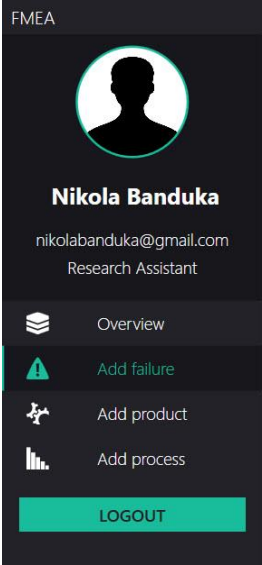 FMEA
Nikola Banduka
nikolabanduka@gmail.com
Research Assistant
Overview
Add failure
Add product
Add process
LOGOUT